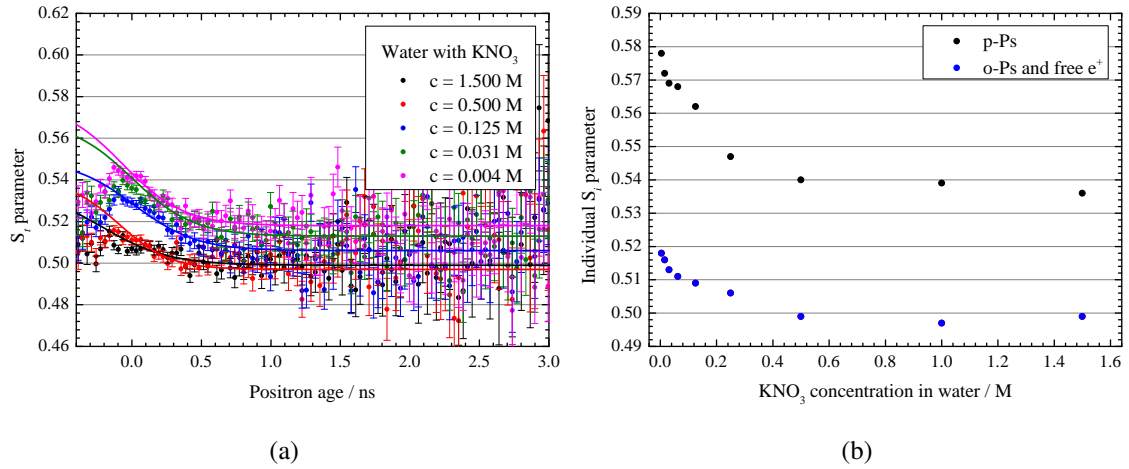 0.62
0.60
0.58
0.56
0.54
0.52
0.50
0.48
0.46
S_t parameter
Water with KNO₃
c = 1.500 M
c = 0.500 M
c = 0.125 M
c = 0.031 M
c = 0.004 M
0.0 0.5 1.0 1.5 2.0 2.5 3.0
Positron age / ns
(a)
0.59
0.58
0.57
0.56
0.55
0.54
0.53
0.52
0.51
0.50
0.49
Individual S_i parameter
p-Ps
o-Ps and free e⁺
0.0 0.2 0.4 0.6 0.8 1.0 1.2 1.4 1.6
KNO₃ concentration in water / M
(b)